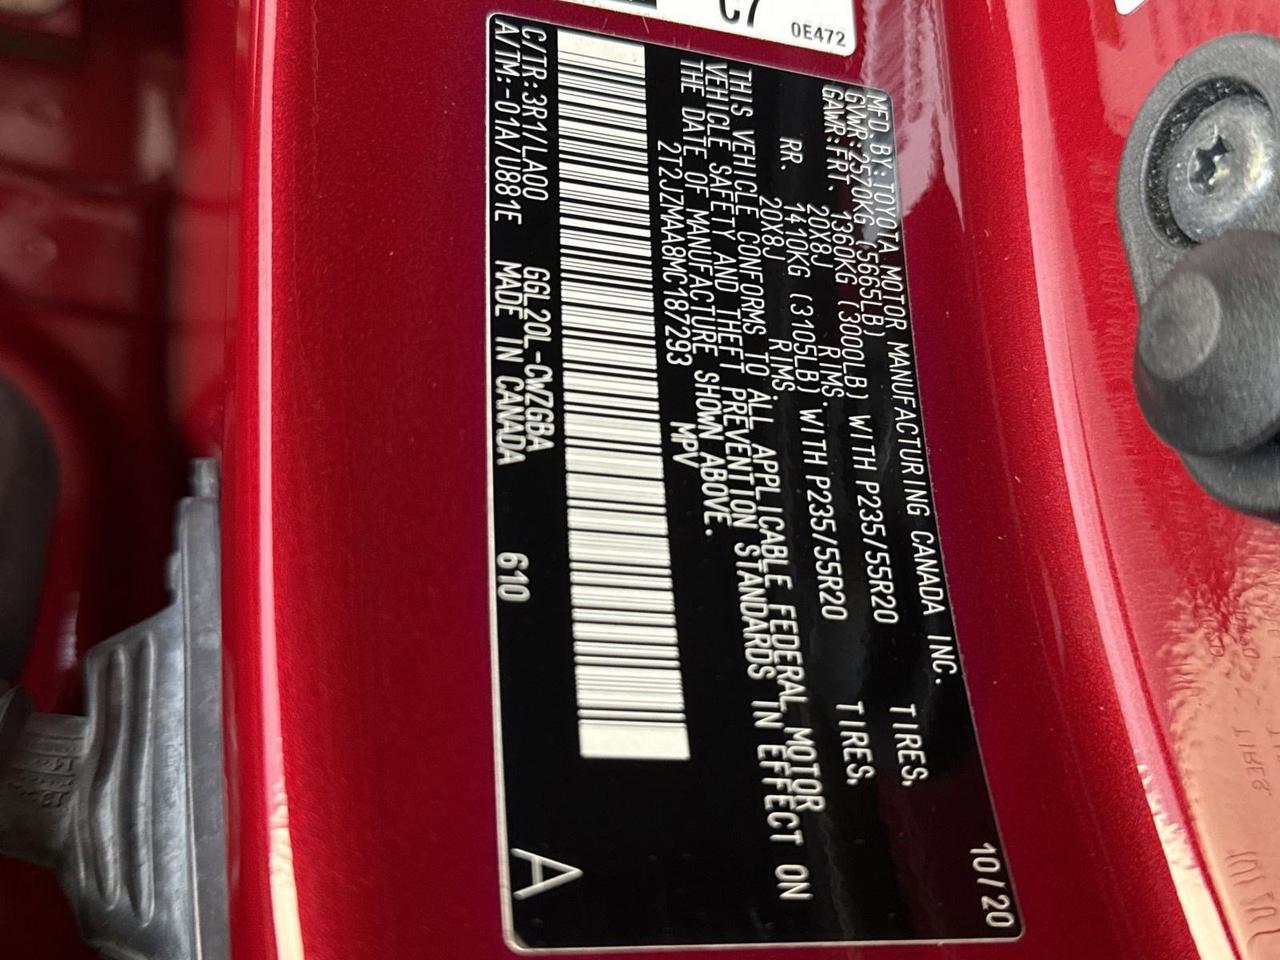 C7
0E472
MFD. BY: TOYOTA MOTOR MANUFACTURING CANADA INC. 10/20
GVWR: 2570KG (5665LB)
GAWR: FRT. 1360KG (3000LB) WITH P235/55R20 TIRES,
20X8J RIMS.
RR. 1410KG (3105LB) WITH P235/55R20 TIRES,
20X8J RIMS.
THIS VEHICLE CONFORMS TO ALL APPLICABLE FEDERAL MOTOR
VEHICLE SAFETY AND THEFT PREVENTION STANDARDS IN EFFECT ON
THE DATE OF MANUFACTURE SHOWN ABOVE.
2T2JZMAA8MC187293 MPV
C/TR: 3R1/LA00 GGL20L-CWZGBA
A/TM: -01A/U881E MADE IN CANADA 610 A